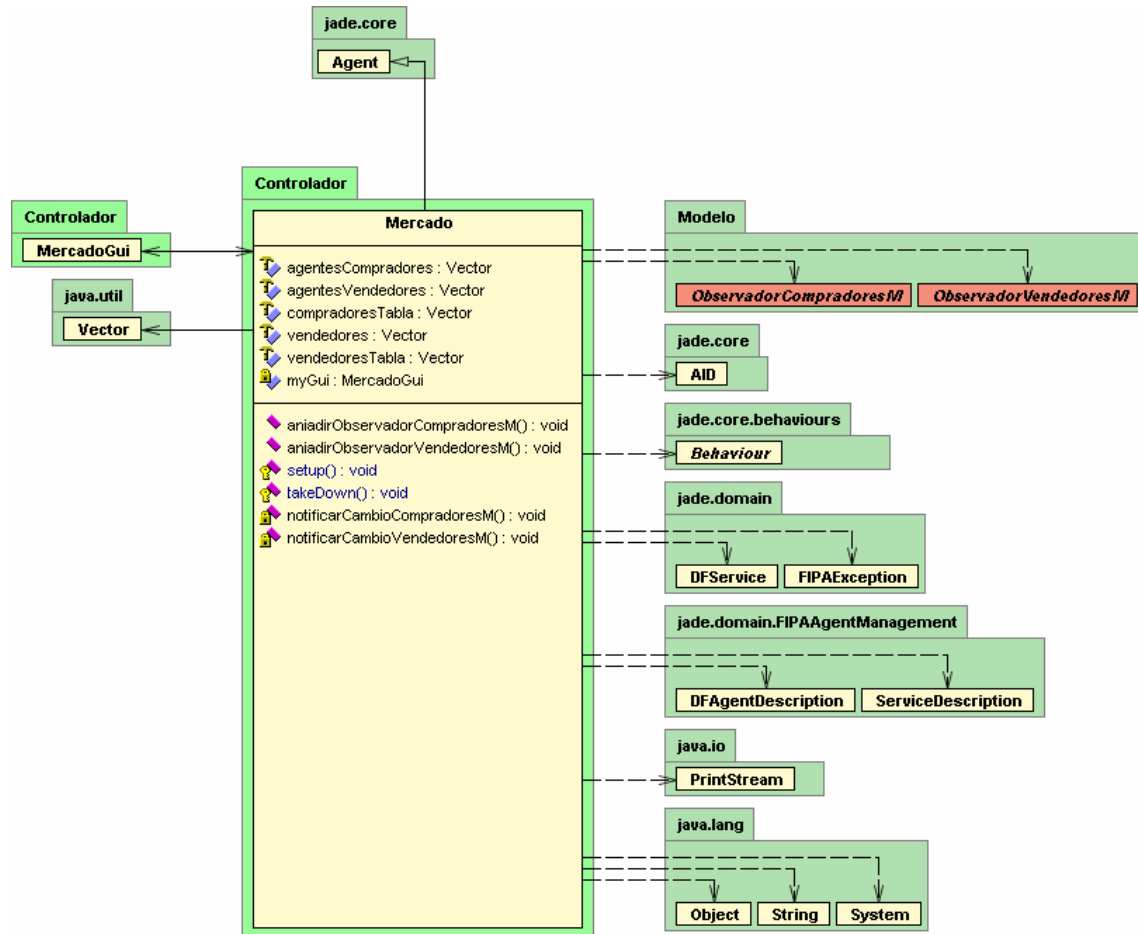 jade.core
Agent
Controlador
Mercado
agentesCompradores : Vector
agentesVendedores : Vector
compradoresTabla : Vector
vendedores : Vector
vendedoresTabla : Vector
myGui : MercadoGui
aniadirObservadorCompradoresM() : void
aniadirObservadorVendedoresM() : void
setup() : void
takeDown() : void
notificarCambioCompradoresM() : void
notificarCambioVendedoresM() : void
Controlador
MercadoGui
java.util
Vector
Modelo
ObservadorCompradoresM ObservadorVendedoresM
jade.core
AID
jade.core.behaviours
Behaviour
jade.domain
DFService FIPAException
jade.domain.FIPAAgentManagement
DFAgentDescription ServiceDescription
java.io
PrintStream
java.lang
Object String System